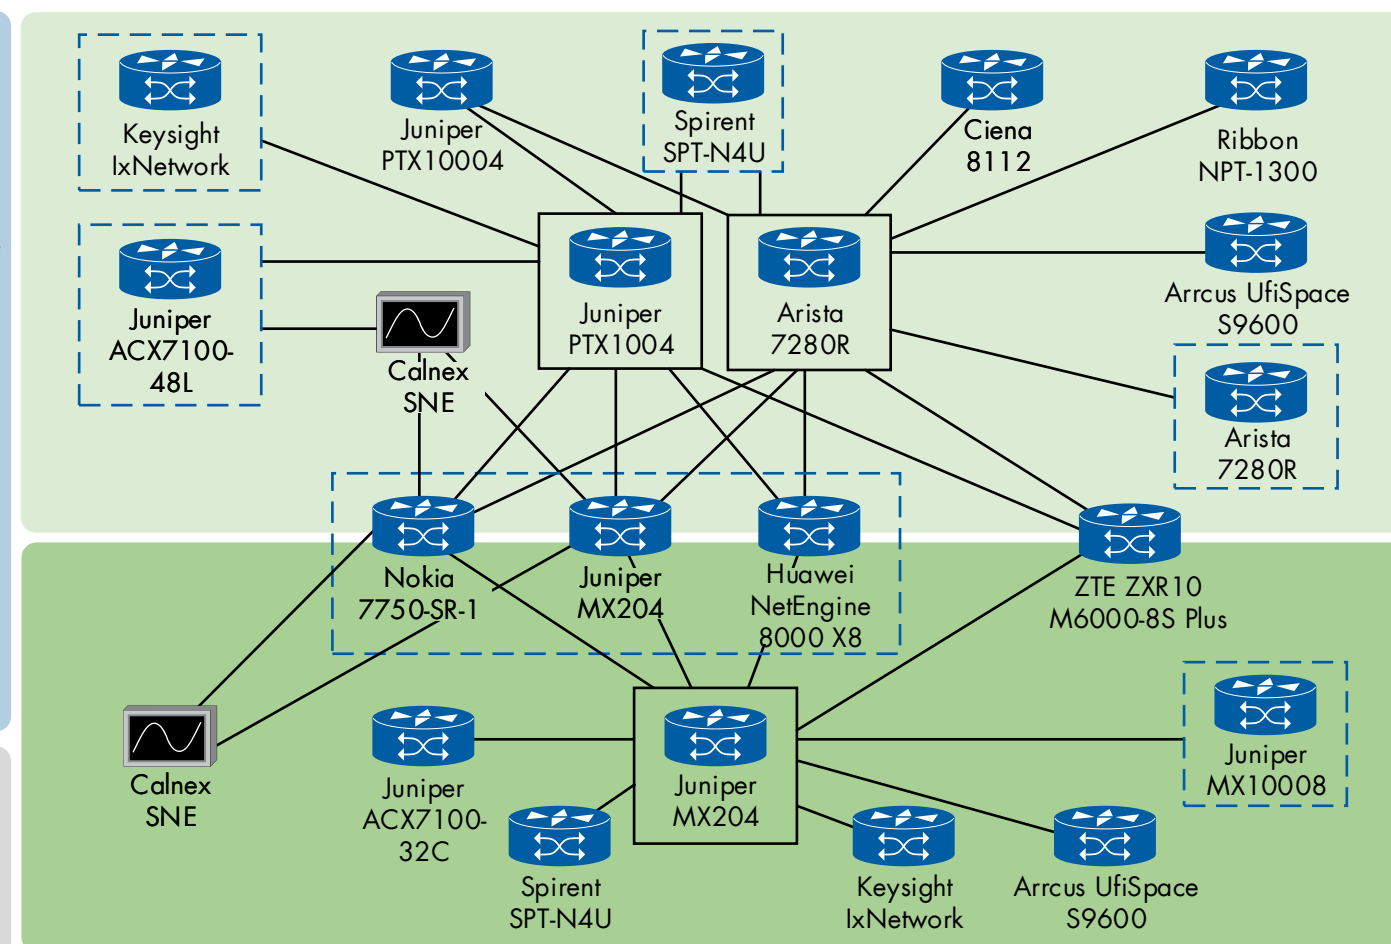 Keysight
IxNetwork
Juniper
PTX10004
Spirent
SPT-N4U
Ciena
8112
Ribbon
NPT-1300
Juniper
ACX7100-
48L
Calnex
SNE
Juniper
PTX1004
Arista
7280R
Arrcus UfiSpace
S9600
Arista
7280R
Nokia
7750-SR-1
Juniper
MX204
Huawei
NetEngine
8000 X8
ZTE ZXR10
M6000-8S Plus
Calnex
SNE
Juniper
ACX7100-
32C
Juniper
MX204
Juniper
MX10008
Spirent
SPT-N4U
Keysight
IxNetwork
Arrcus UfiSpace
S9600